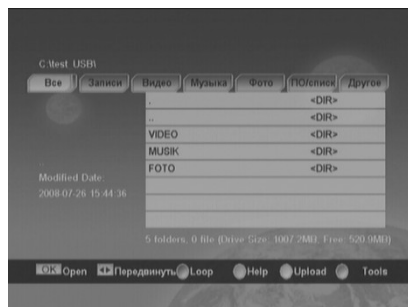 C:\test_USB\
Все Записи Видео Музыка Фото ПО/список Другое
. <DIR>
.. <DIR>
VIDEO <DIR>
MUSIK <DIR>
FOTO <DIR>
Modified Date:
2008-07-26 15:44:36
5 folders, 0 file (Drive Size: 1007.2MB, Free: 520.9MB)
OK Open Передвинуть Loop Help Upload Tools